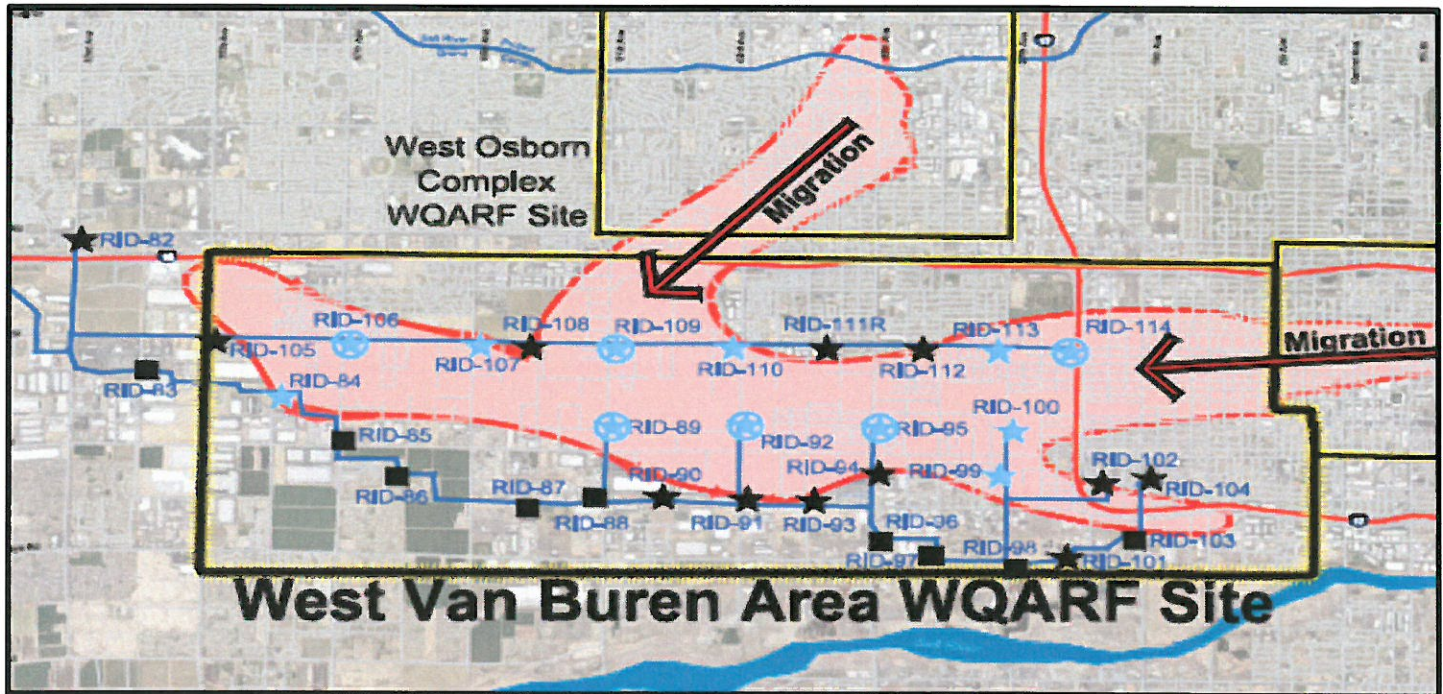 West Osborn
Complex
WQARF Site
Migration
RID-82
RID-106
RID-108
RID-109
RID-111R
RID-113
RID-114
Migration
RID-105
RID-107
RID-110
RID-112
RID-83
RID-84
RID-100
RID-85
RID-89
RID-92
RID-95
RID-86
RID-90
RID-94
RID-99
RID-102
RID-104
RID-87
RID-88
RID-91
RID-93
RID-96
RID-97
RID-98
RID-101
RID-103
West Van Buren Area WQARF Site